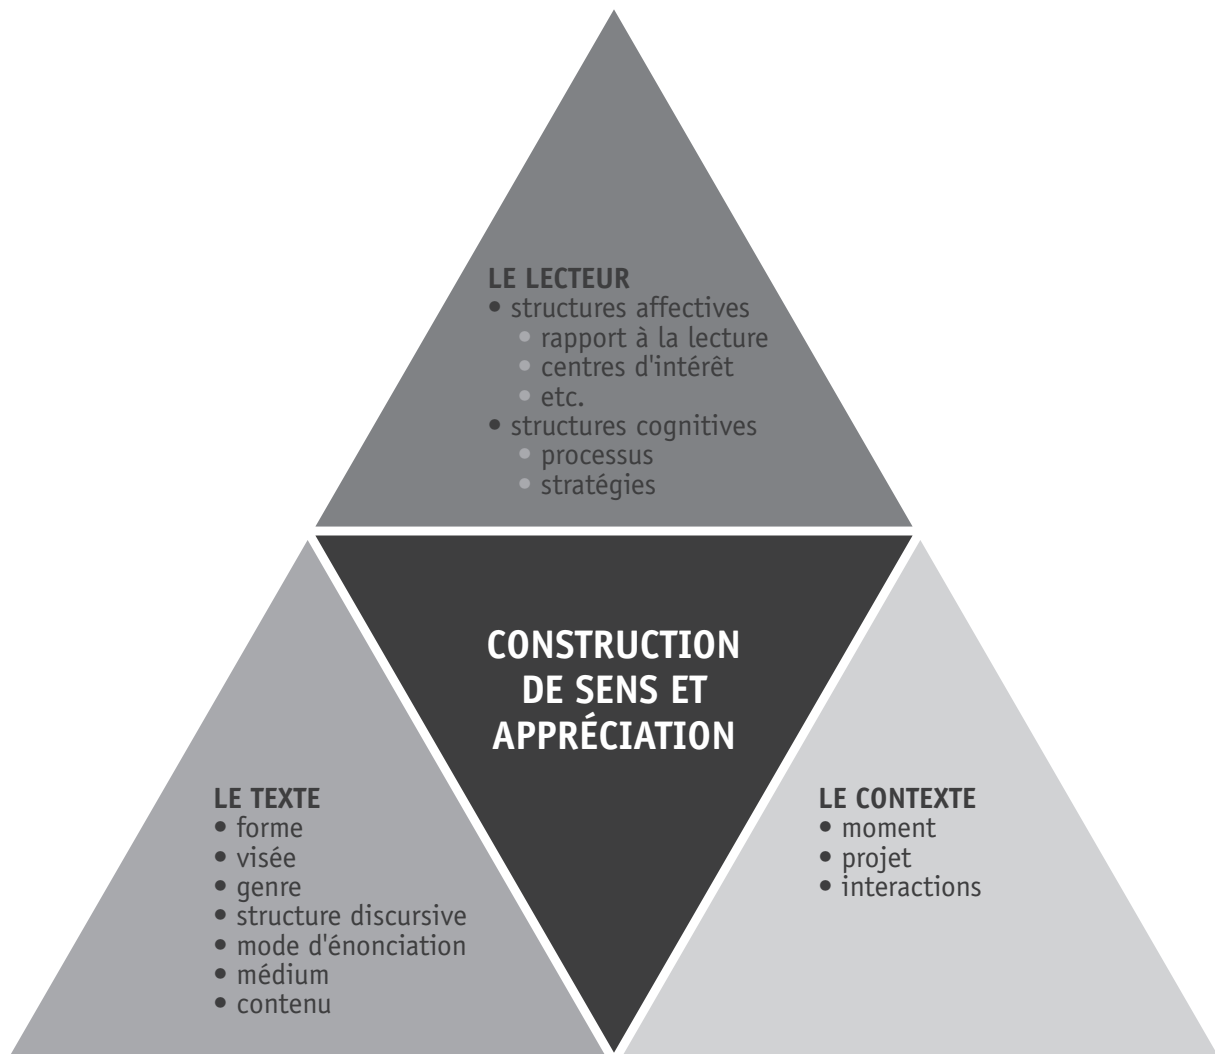 LE LECTEUR
• structures affectives
• rapport à la lecture
• centres d'intérêt
• etc.
• structures cognitives
• processus
• stratégies
CONSTRUCTION
DE SENS ET
APPRÉCIATION
LE TEXTE
• forme
• visée
• genre
• structure discursive
• mode d'énonciation
• médium
• contenu
LE CONTEXTE
• moment
• projet
• interactions